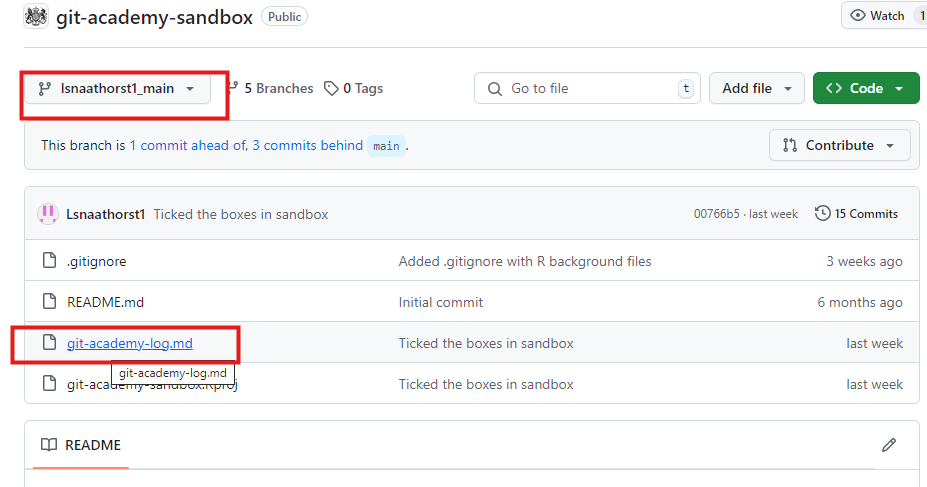 git-academy-sandbox Public Watch 1
lsnaathorst1_main 5 Branches 0 Tags Go to file t Add file Code
This branch is 1 commit ahead of, 3 commits behind main . Contribute
Lsnaathorst1 Ticked the boxes in sandbox 00766b5 · last week 15 Commits
.gitignore Added .gitignore with R background files 3 weeks ago
README.md Initial commit 6 months ago
git-academy-log.md Ticked the boxes in sandbox last week
git-academy-log.md
git-academy-sandbox.Rproj Ticked the boxes in sandbox last week
README